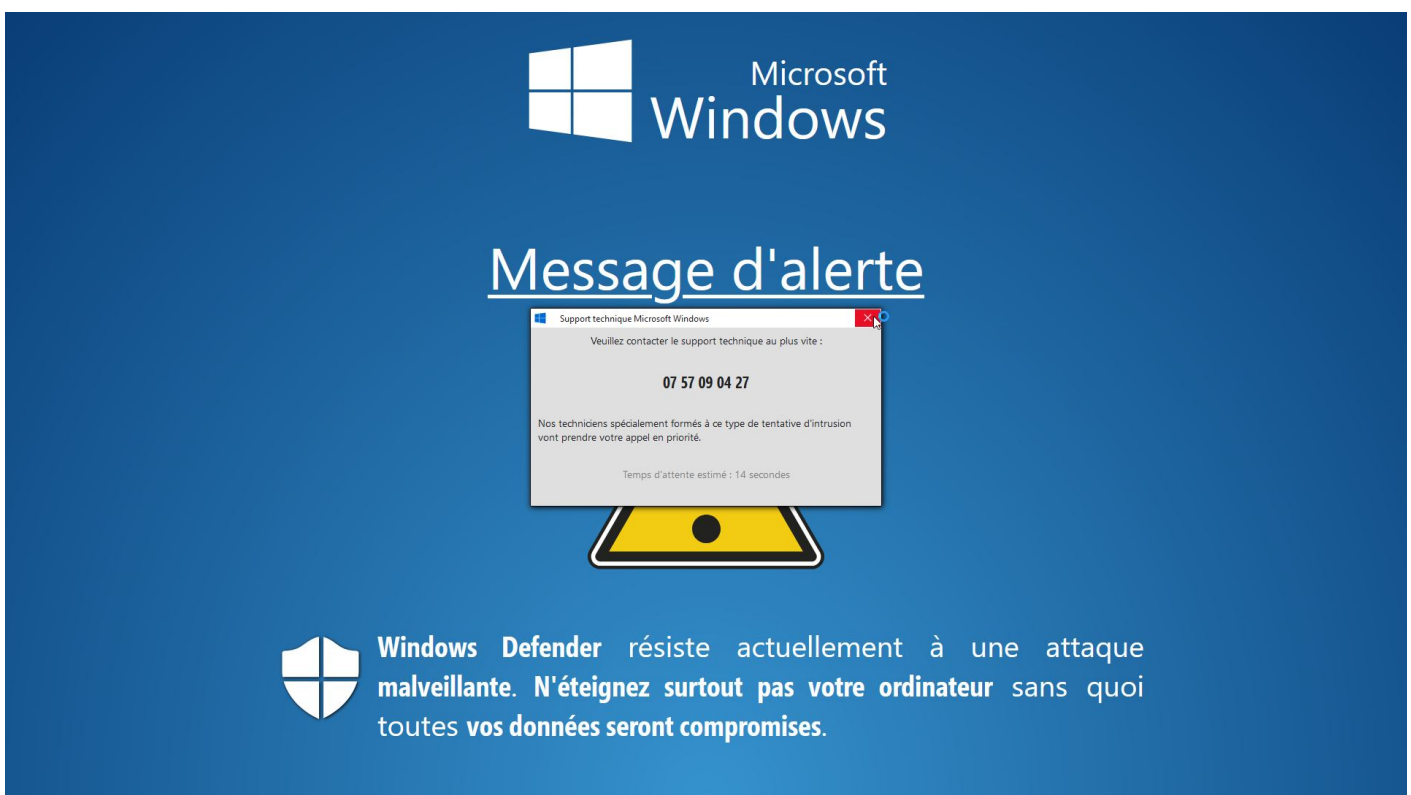 Microsoft
Windows
Message d'alerte
Support technique Microsoft Windows
Veuillez contacter le support technique au plus vite :
07 57 09 04 27
Nos techniciens spécialement formés à ce type de tentative d'intrusion
vont prendre votre appel en priorité.
Temps d'attente estimé : 14 secondes
Windows Defender résiste actuellement à une attaque
malveillante. N'éteignez surtout pas votre ordinateur sans quoi
toutes vos données seront compromises.